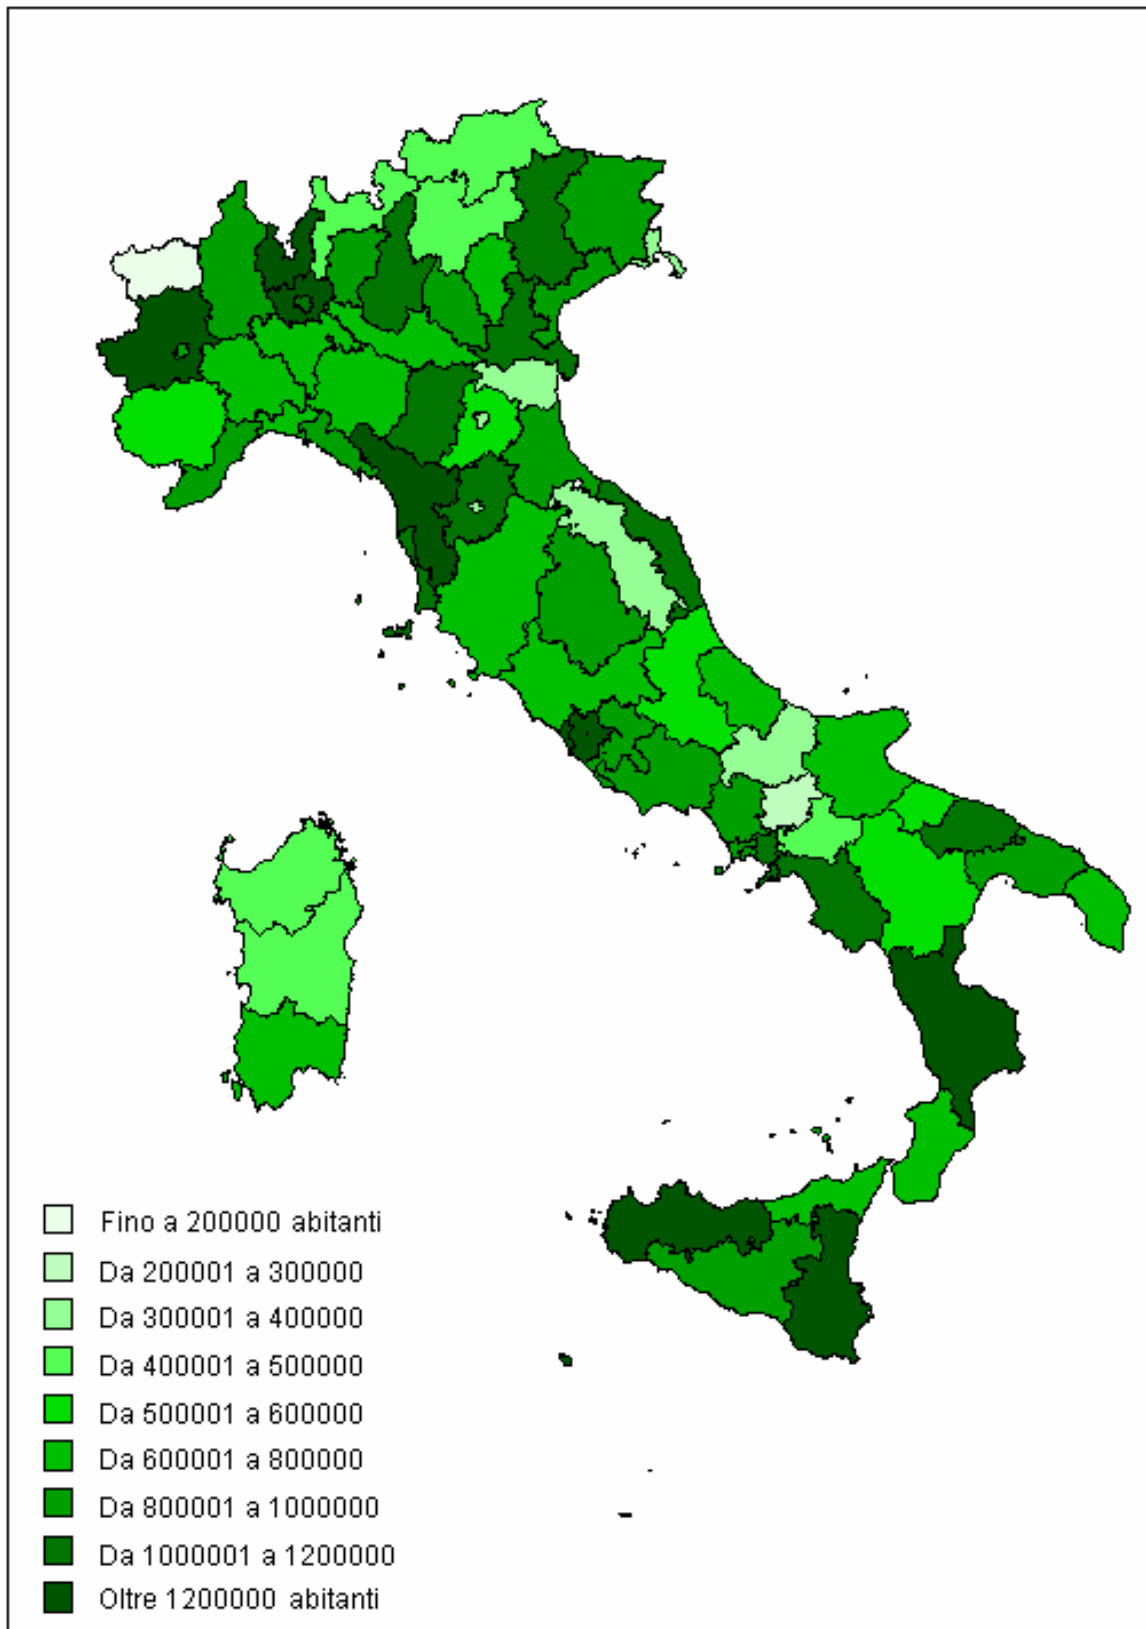 Fino a 200000 abitanti
Da 200001 a 300000
Da 300001 a 400000
Da 400001 a 500000
Da 500001 a 600000
Da 600001 a 800000
Da 800001 a 1000000
Da 1000001 a 1200000
Oltre 1200000 abitanti